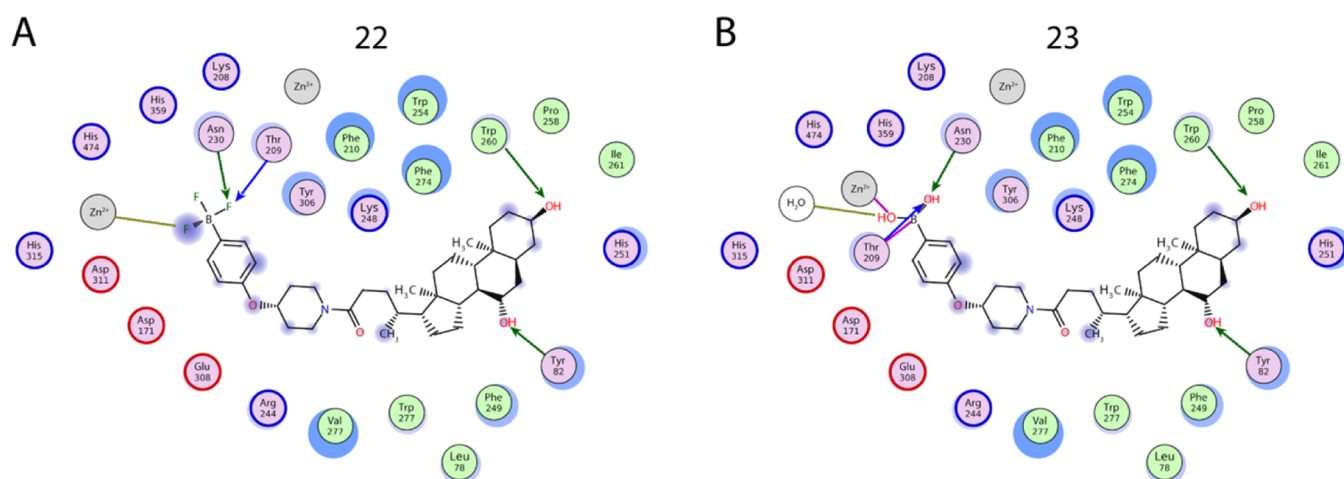 A
22
Lys
208
Zn²⁺
His
359
Trp
254
Pro
258
His
474
Asn
230
Thr
209
Phe
210
Trp
260
Ile
261
Phe
274
Tyr
306
Lys
248
Zn²⁺
F
F
B
F
OH
His
315
His
251
Asp
311
H₃C
H₃C
O
N
O
CH₃
OH
Asp
171
Glu
308
Tyr
82
Arg
244
Val
277
Trp
277
Phe
249
Leu
78
B
23
Lys
208
Zn²⁺
Trp
254
Pro
258
His
474
His
359
Asn
230
Phe
210
Trp
260
Ile
261
Phe
274
Zn²⁺
Tyr
306
Lys
248
H₂O
OH
HO
B
OH
His
315
Thr
209
His
251
Asp
311
H₃C
H₃C
O
N
O
CH₃
OH
Asp
171
Glu
308
Tyr
82
Arg
244
Val
277
Trp
277
Phe
249
Leu
78